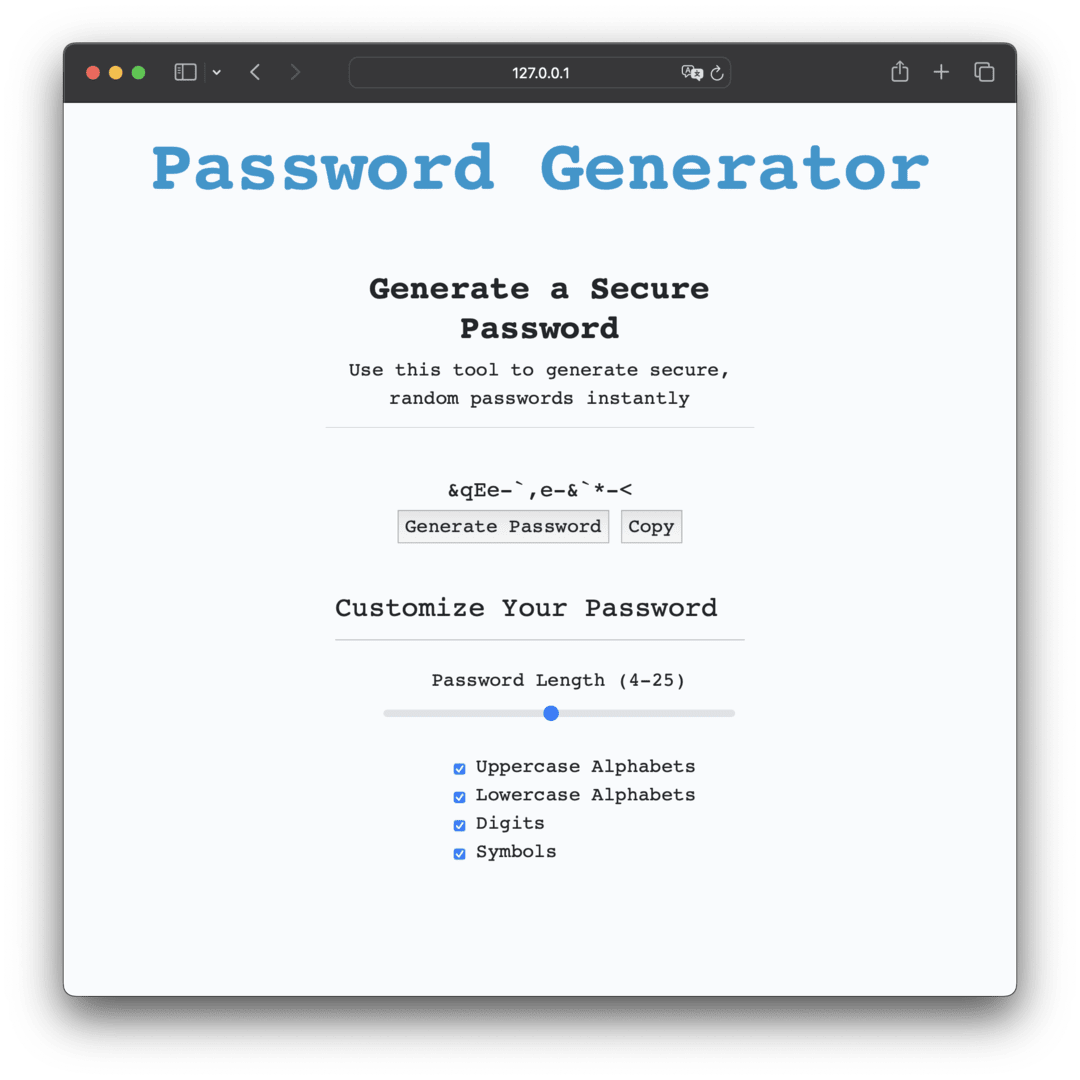 127.0.0.1
Password Generator
Generate a Secure
Password
Use this tool to generate secure,
random passwords instantly
&qEe-`,e-&`*-<
Generate Password Copy
Customize Your Password
Password Length (4-25)
Uppercase Alphabets
Lowercase Alphabets
Digits
Symbols